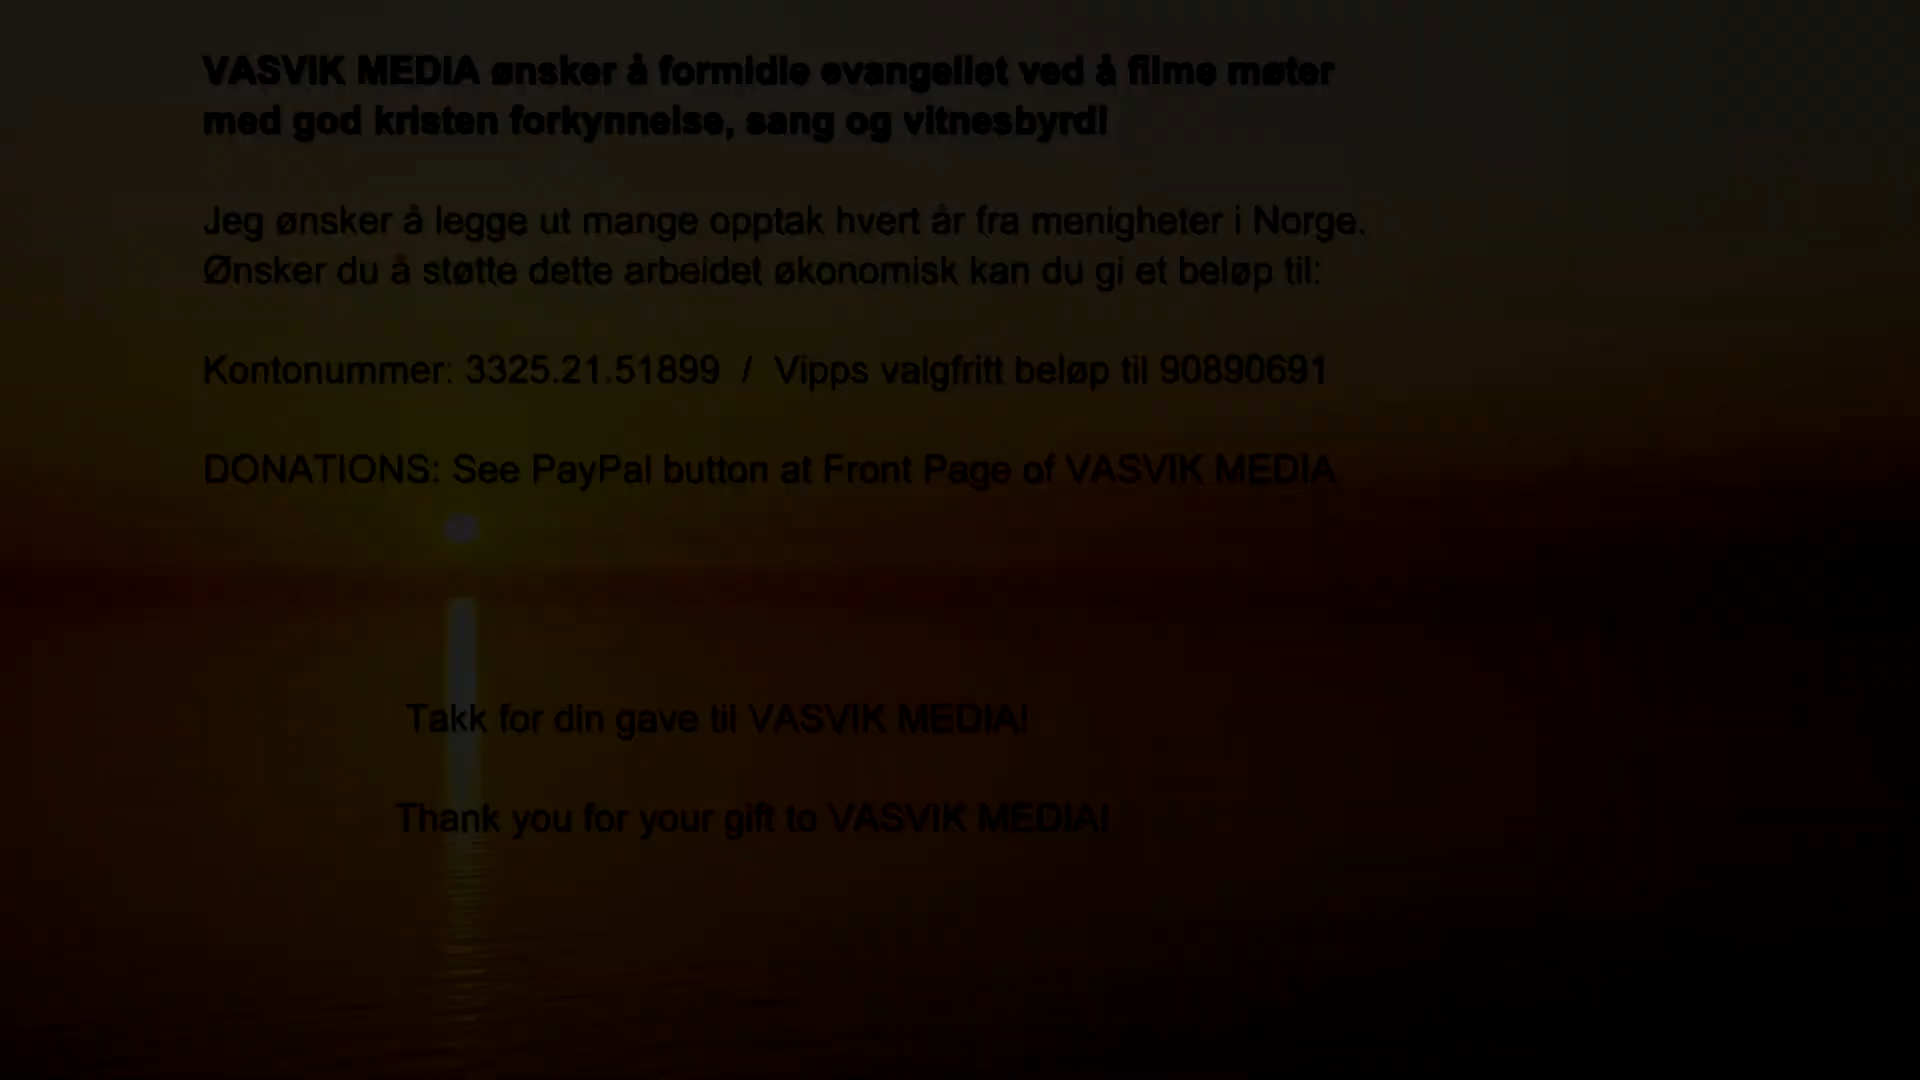 VASVIK MEDIA ønsker å formidle evangeliet ved å filme møter
med god kristen forkynnelse, sang og vitnesbyrd!
Jeg ønsker å legge ut mange opptak hvert år fra menigheter i Norge.
Ønsker du å støtte dette arbeidet økonomisk kan du gi et beløp til:
Kontonummer: 3325.21.51899 / Vipps valgfritt beløp til 90890691
DONATIONS: See PayPal button at Front Page of VASVIK MEDIA
Takk for din gave til VASVIK MEDIA!
Thank you for your gift to VASVIK MEDIA!